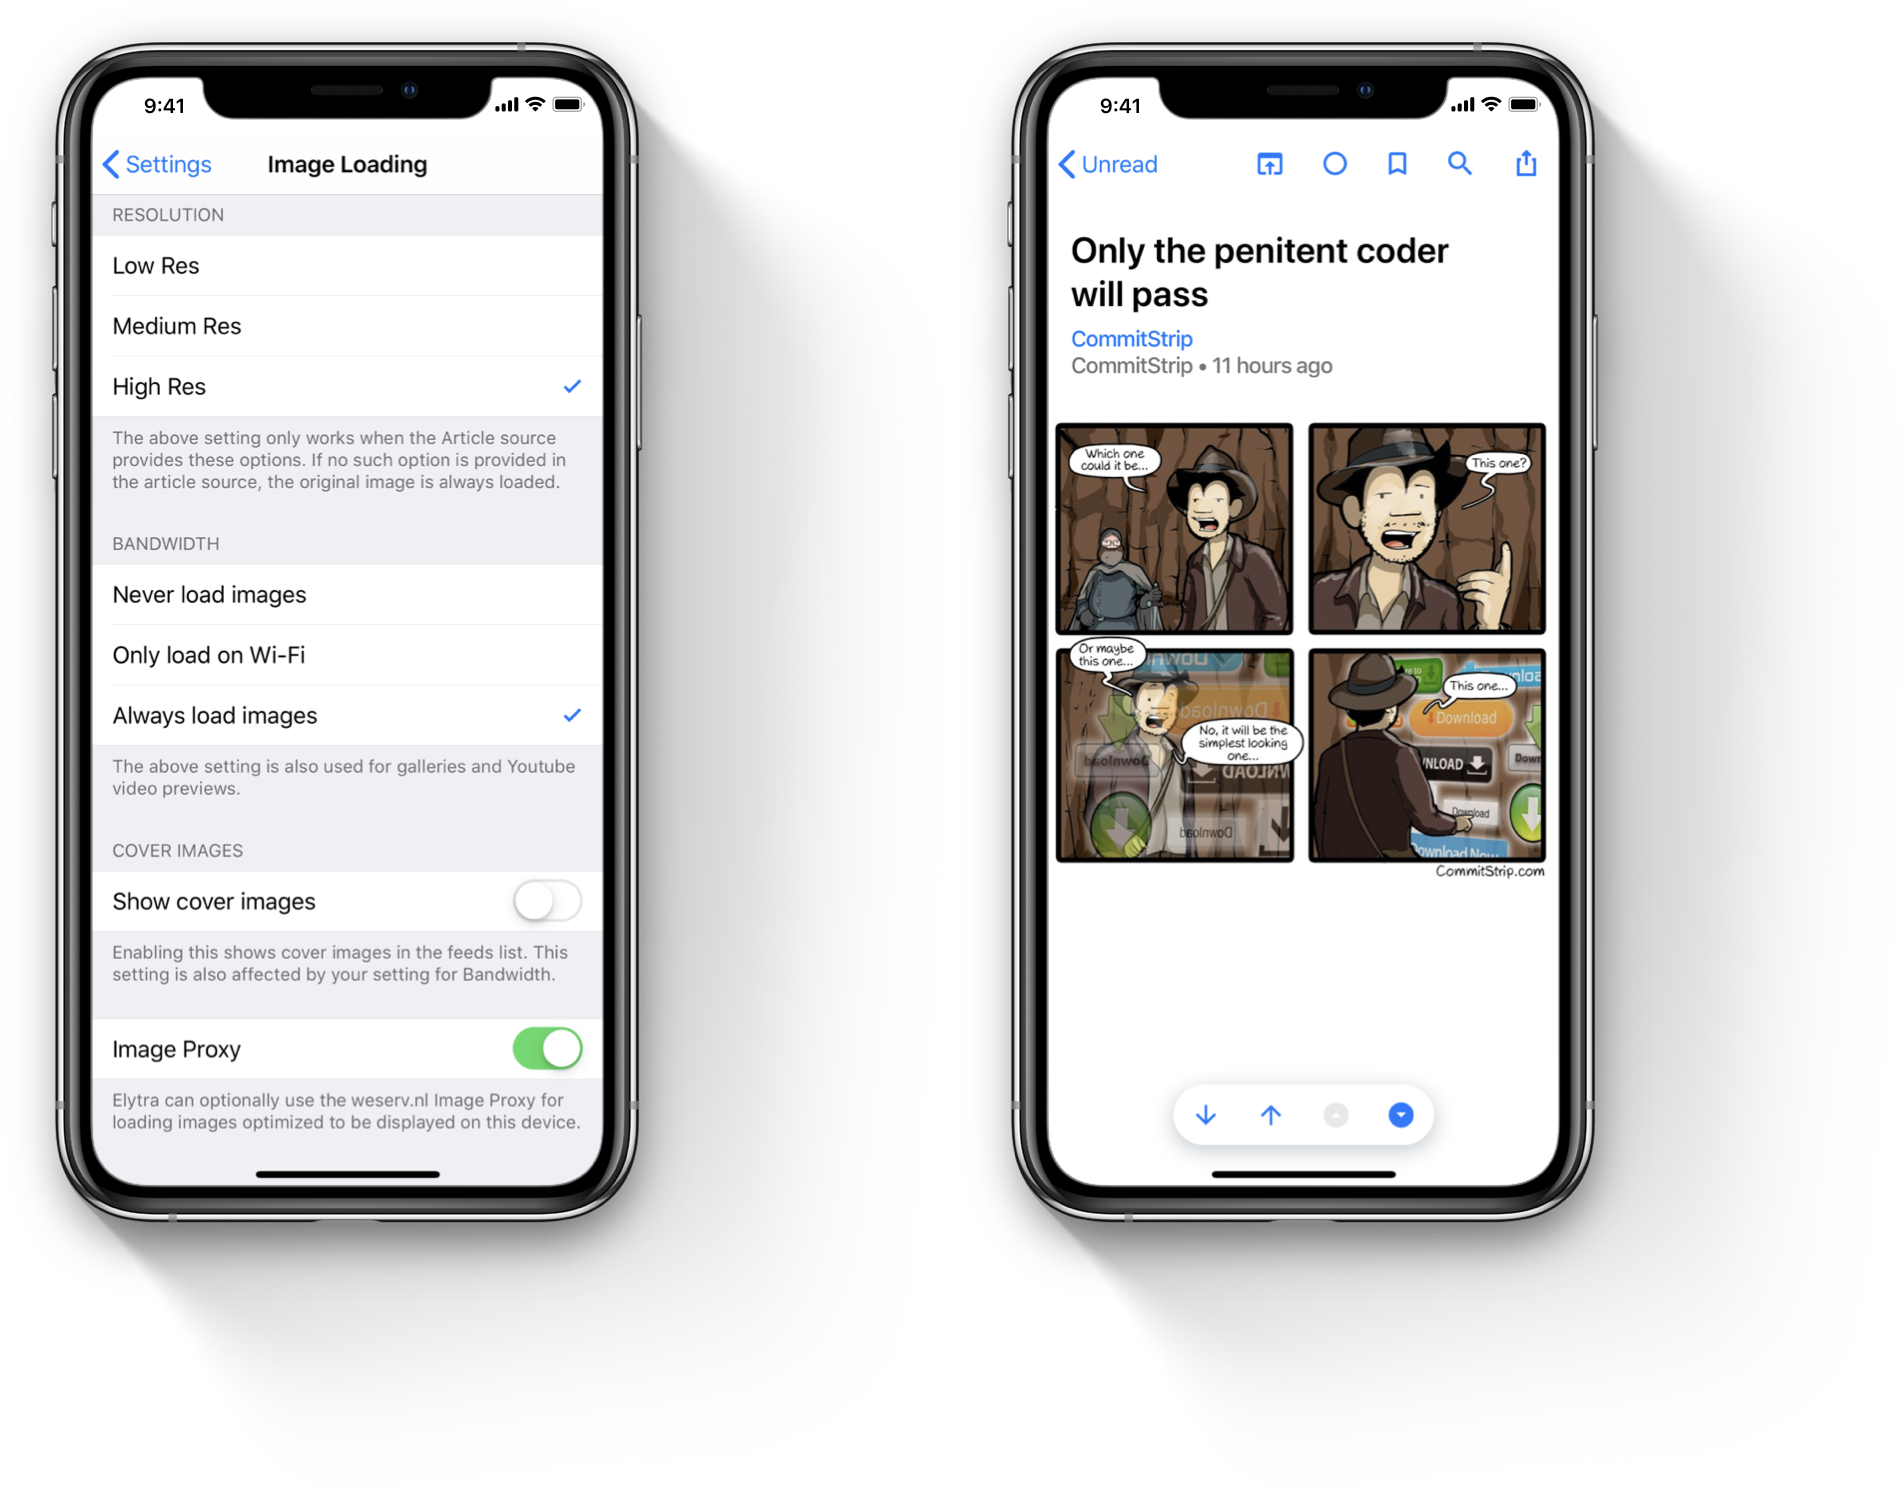 9:41
Settings
Image Loading
RESOLUTION
Low Res
Medium Res
High Res
The above setting only works when the Article source
provides these options. If no such option is provided in
the article source, the original image is always loaded.
BANDWIDTH
Never load images
Only load on Wi-Fi
Always load images
The above setting is also used for galleries and Youtube
video previews.
COVER IMAGES
Show cover images
Enabling this shows cover images in the feeds list. This
setting is also affected by your setting for Bandwidth.
Image Proxy
Elytra can optionally use the weserv.nl Image Proxy for
loading images optimized to be displayed on this device.
9:41
Unread
Only the penitent coder
will pass
CommitStrip
CommitStrip • 11 hours ago
Which one
could it be...
This one?
Or maybe
this one...
Download
Download
No, it will be the
simplest looking
one...
Download
This one...
Download
NLOAD
Down
Download
Download Now
CommitStrip.com